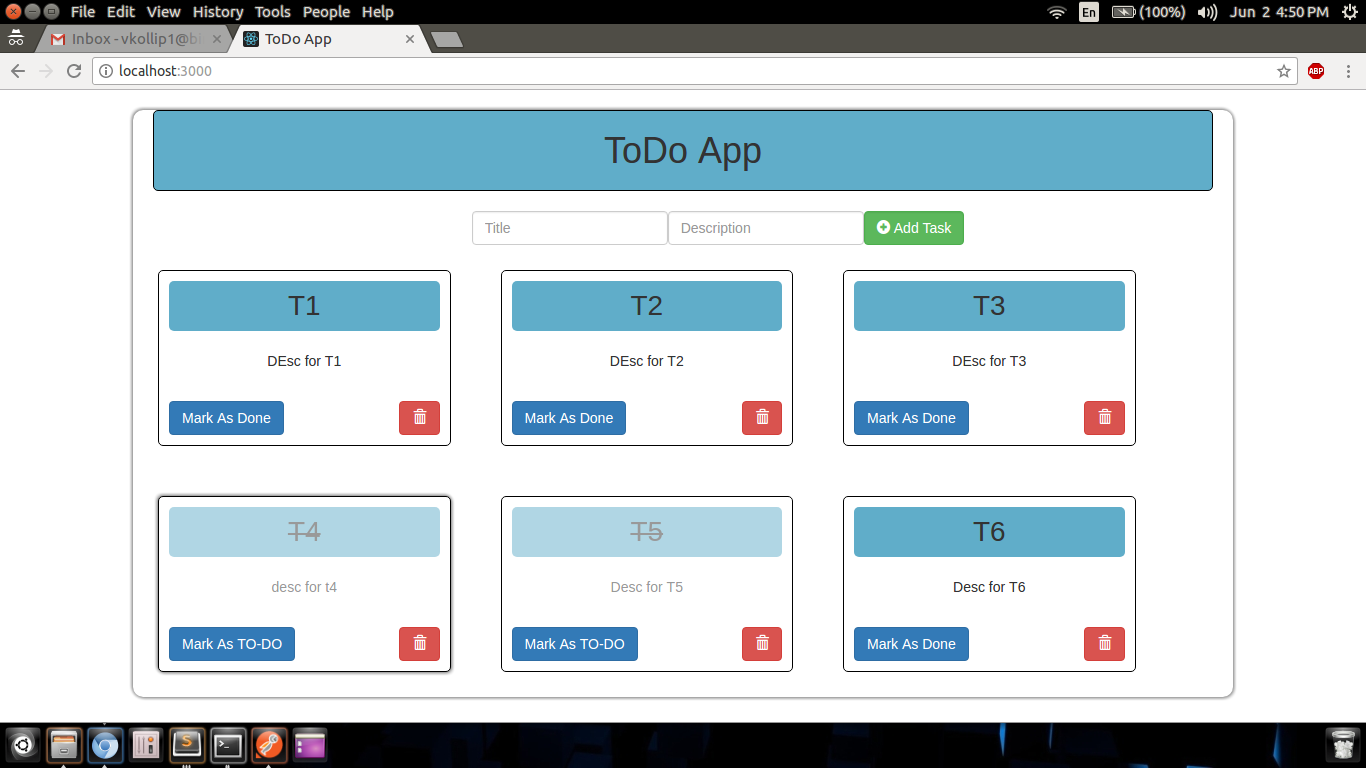 File Edit View History Tools People Help
En (100%) Jun 2 4:50 PM
Inbox - vkollip1@bi
ToDo App
localhost:3000
ABP
ToDo App
Title Description Add Task
T1 T2 T3
DEsc for T1 DEsc for T2 DEsc for T3
Mark As Done Mark As Done Mark As Done
T4 T5 T6
desc for t4 Desc for T5 Desc for T6
Mark As TO-DO Mark As TO-DO Mark As Done